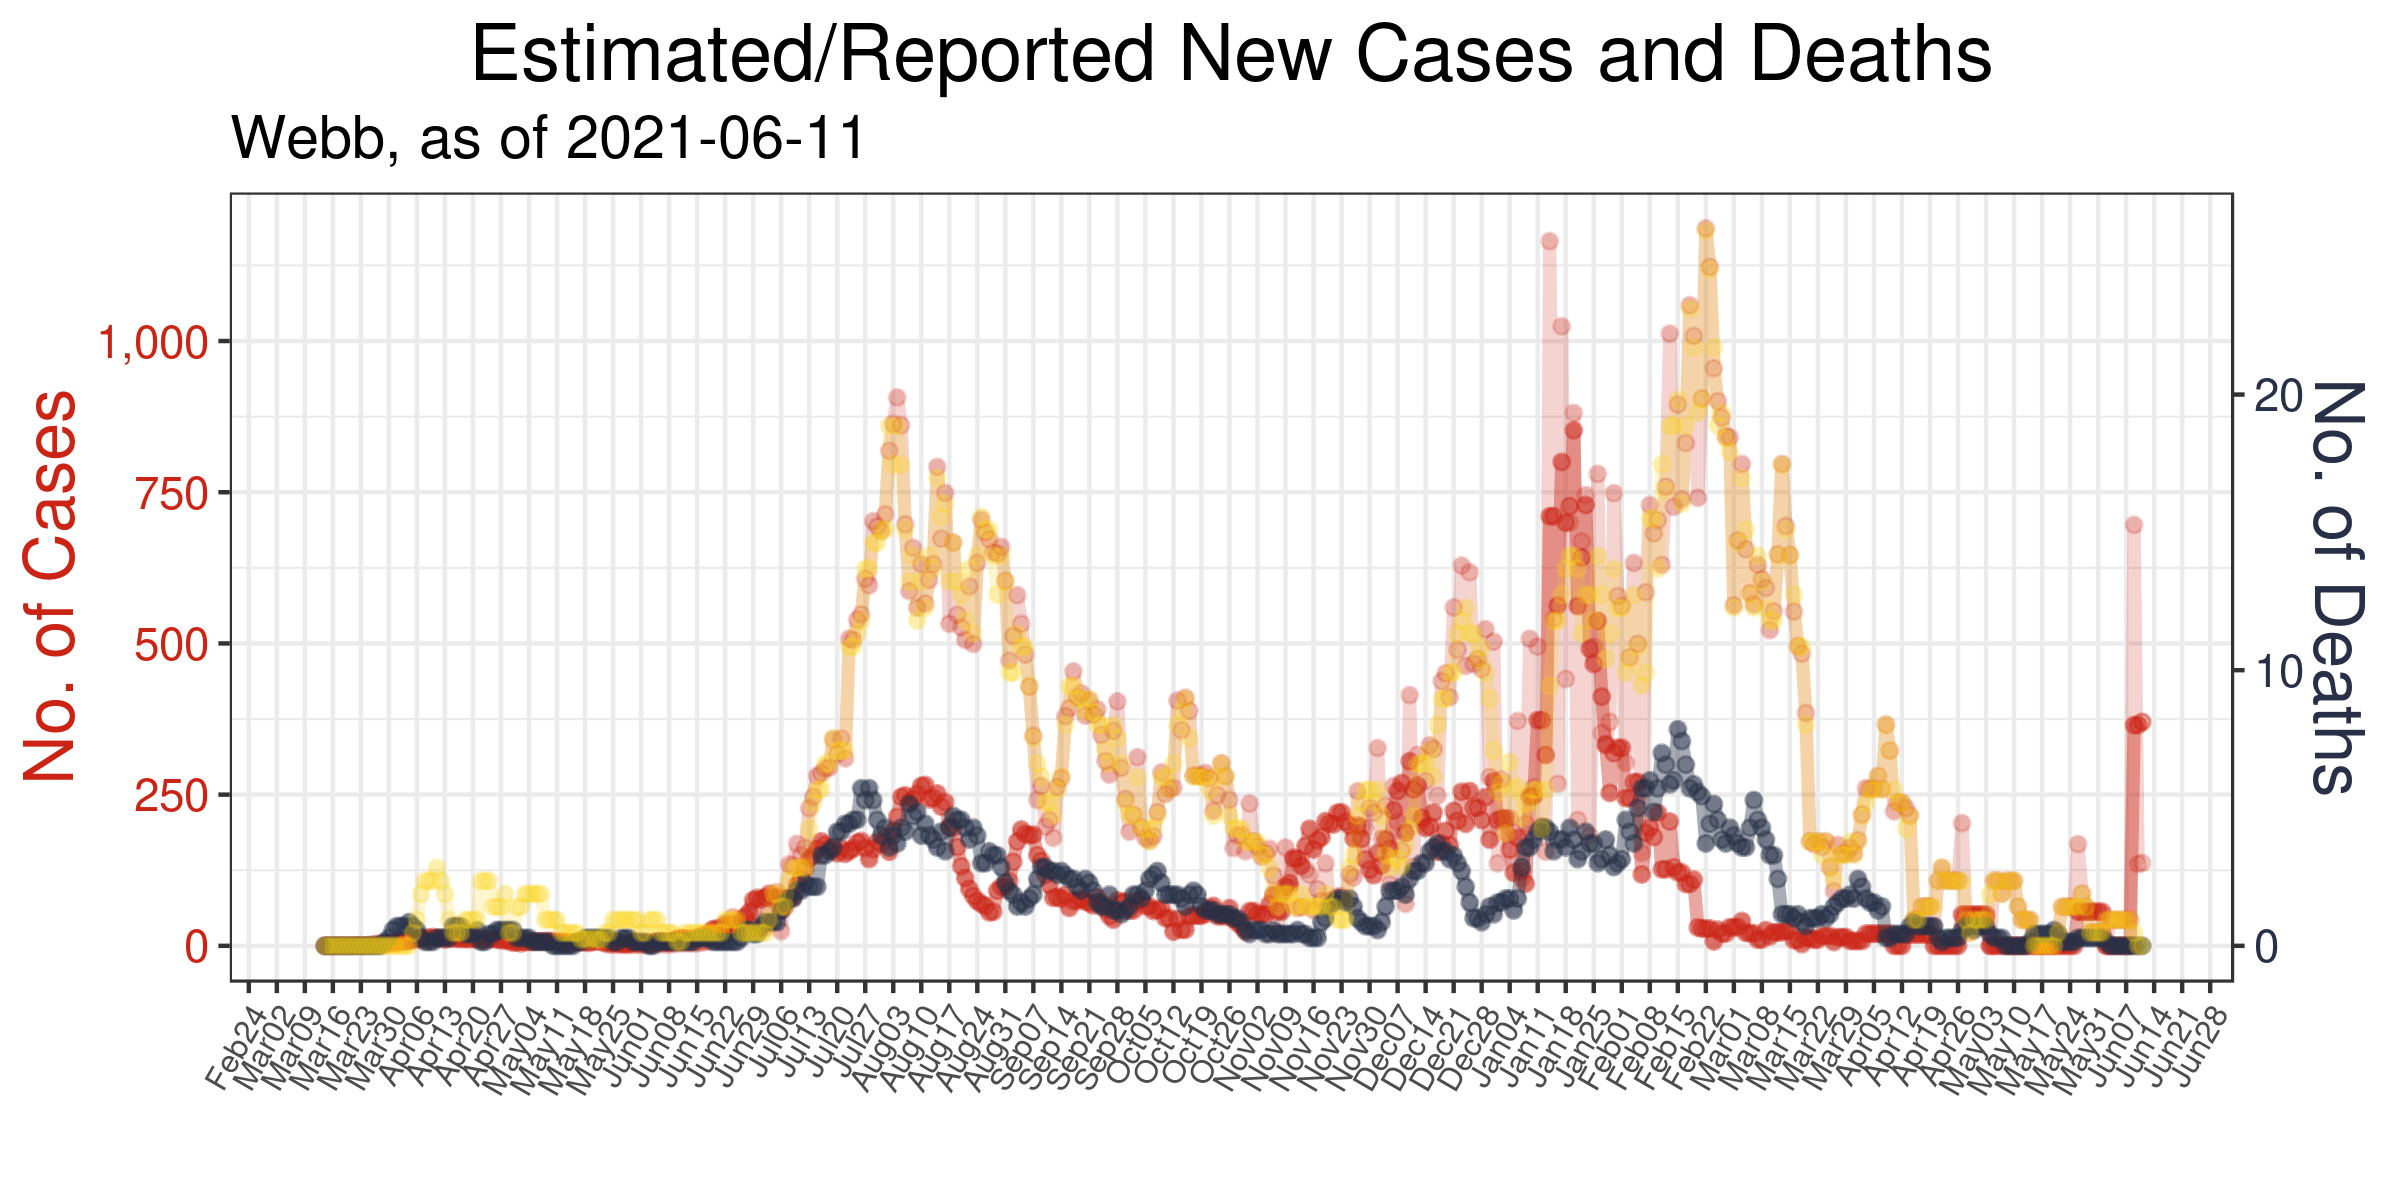 Estimated/Reported New Cases and Deaths
Webb, as of 2021-06-11
No. of Cases
1,000
750
500
250
0
20
10
0
No. of Deaths
Feb24
Mar02
Mar09
Mar16
Mar23
Mar30
Apr06
Apr13
Apr20
Apr27
May04
May11
May18
May25
Jun01
Jun08
Jun15
Jun22
Jun29
Jul06
Jul13
Jul20
Jul27
Aug03
Aug10
Aug17
Aug24
Aug31
Sep07
Sep14
Sep21
Sep28
Oct05
Oct12
Oct19
Oct26
Nov02
Nov09
Nov16
Nov23
Nov30
Dec07
Dec14
Dec21
Dec28
Jan04
Jan11
Jan18
Jan25
Feb01
Feb08
Feb15
Feb22
Mar01
Mar08
Mar15
Mar22
Mar29
Apr05
Apr12
Apr19
Apr26
May03
May10
May17
May24
May31
Jun07
Jun14
Jun21
Jun28